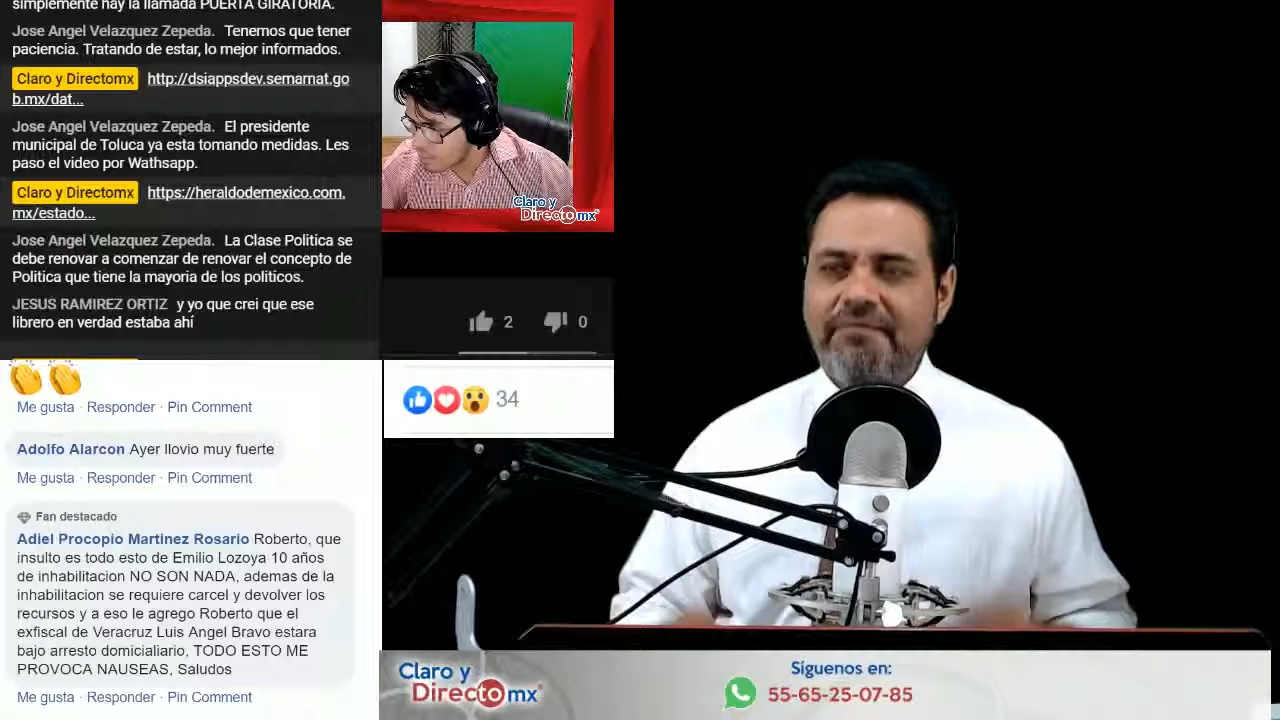 simplemente hay la llamada PUERTA GIRATORIA.
Jose Angel Velazquez Zepeda. Tenemos que tener
paciencia. Tratando de estar, lo mejor informados.
Claro y Directomx http://dsiappsdev.semarnat.go
b.mx/dat...
Jose Angel Velazquez Zepeda. El presidente
municipal de Toluca ya esta tomando medidas. Les
paso el video por Wathsapp.
Claro y Directomx https://heraldodemexico.com.
mx/estado...
Jose Angel Velazquez Zepeda. La Clase Politica se
debe renovar a comenzar de renovar el concepto de
Politica que tiene la mayoria de los políticos.
JESUS RAMIREZ ORTIZ y yo que crei que ese
librero en verdad estaba ahí
Me gusta · Responder · Pin Comment
Adolfo Alarcon Ayer llovio muy fuerte
Me gusta · Responder · Pin Comment
Fan destacado
Adiel Procopio Martinez Rosario Roberto, que
insulto es todo esto de Emilio Lozoya 10 años
de inhabilitacion NO SON NADA, ademas de la
inhabilitacion se requiere carcel y devolver los
recursos y a eso le agrego Roberto que el
exfiscal de Veracruz Luis Angel Bravo estara
bajo arresto domicialiario, TODO ESTO ME
PROVOCA NAUSEAS, Saludos
Me gusta · Responder · Pin Comment
Claro y
Directomx®
2 0
34
Claro y
Directomx
Síguenos en:
55-65-25-07-85